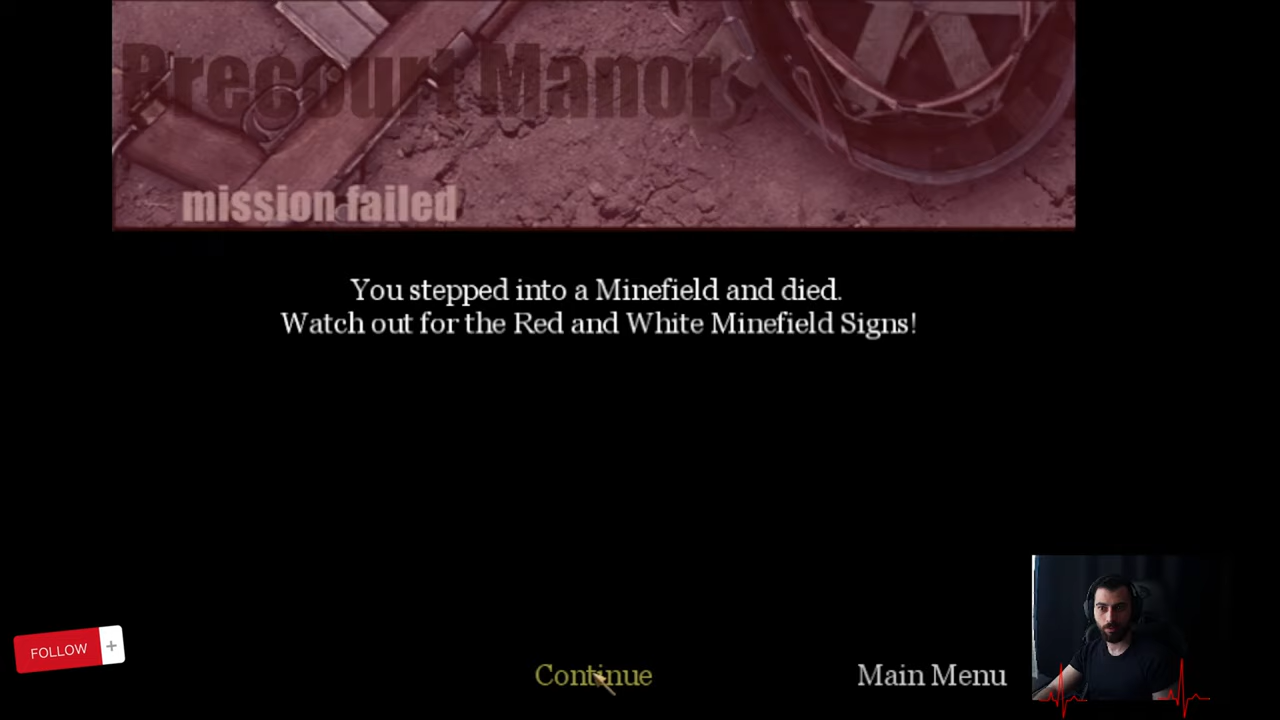 Precourt Manor
mission failed
You stepped into a Minefield and died.
Watch out for the Red and White Minefield Signs!
FOLLOW +
Continue
Main Menu